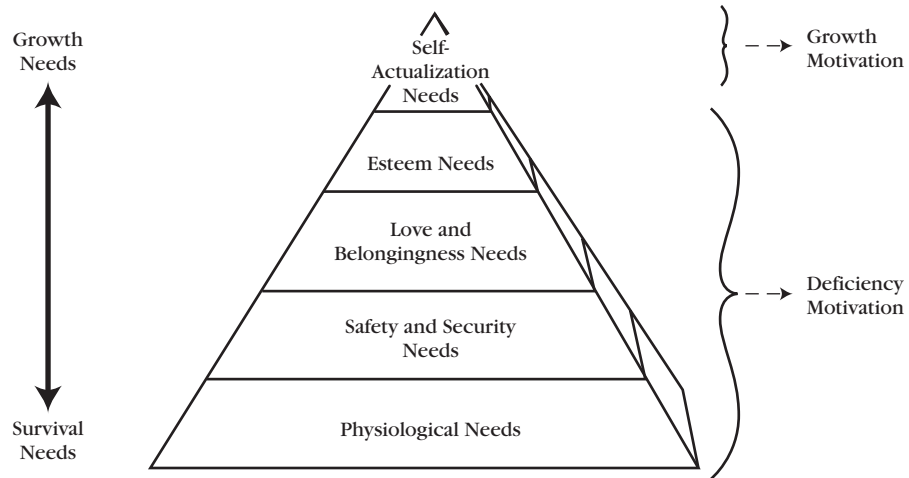 Growth
Needs
Self-
Actualization
Needs
Growth
Motivation
Esteem Needs
Love and
Belongingness Needs
Deficiency
Motivation
Safety and Security
Needs
Survival
Needs
Physiological Needs